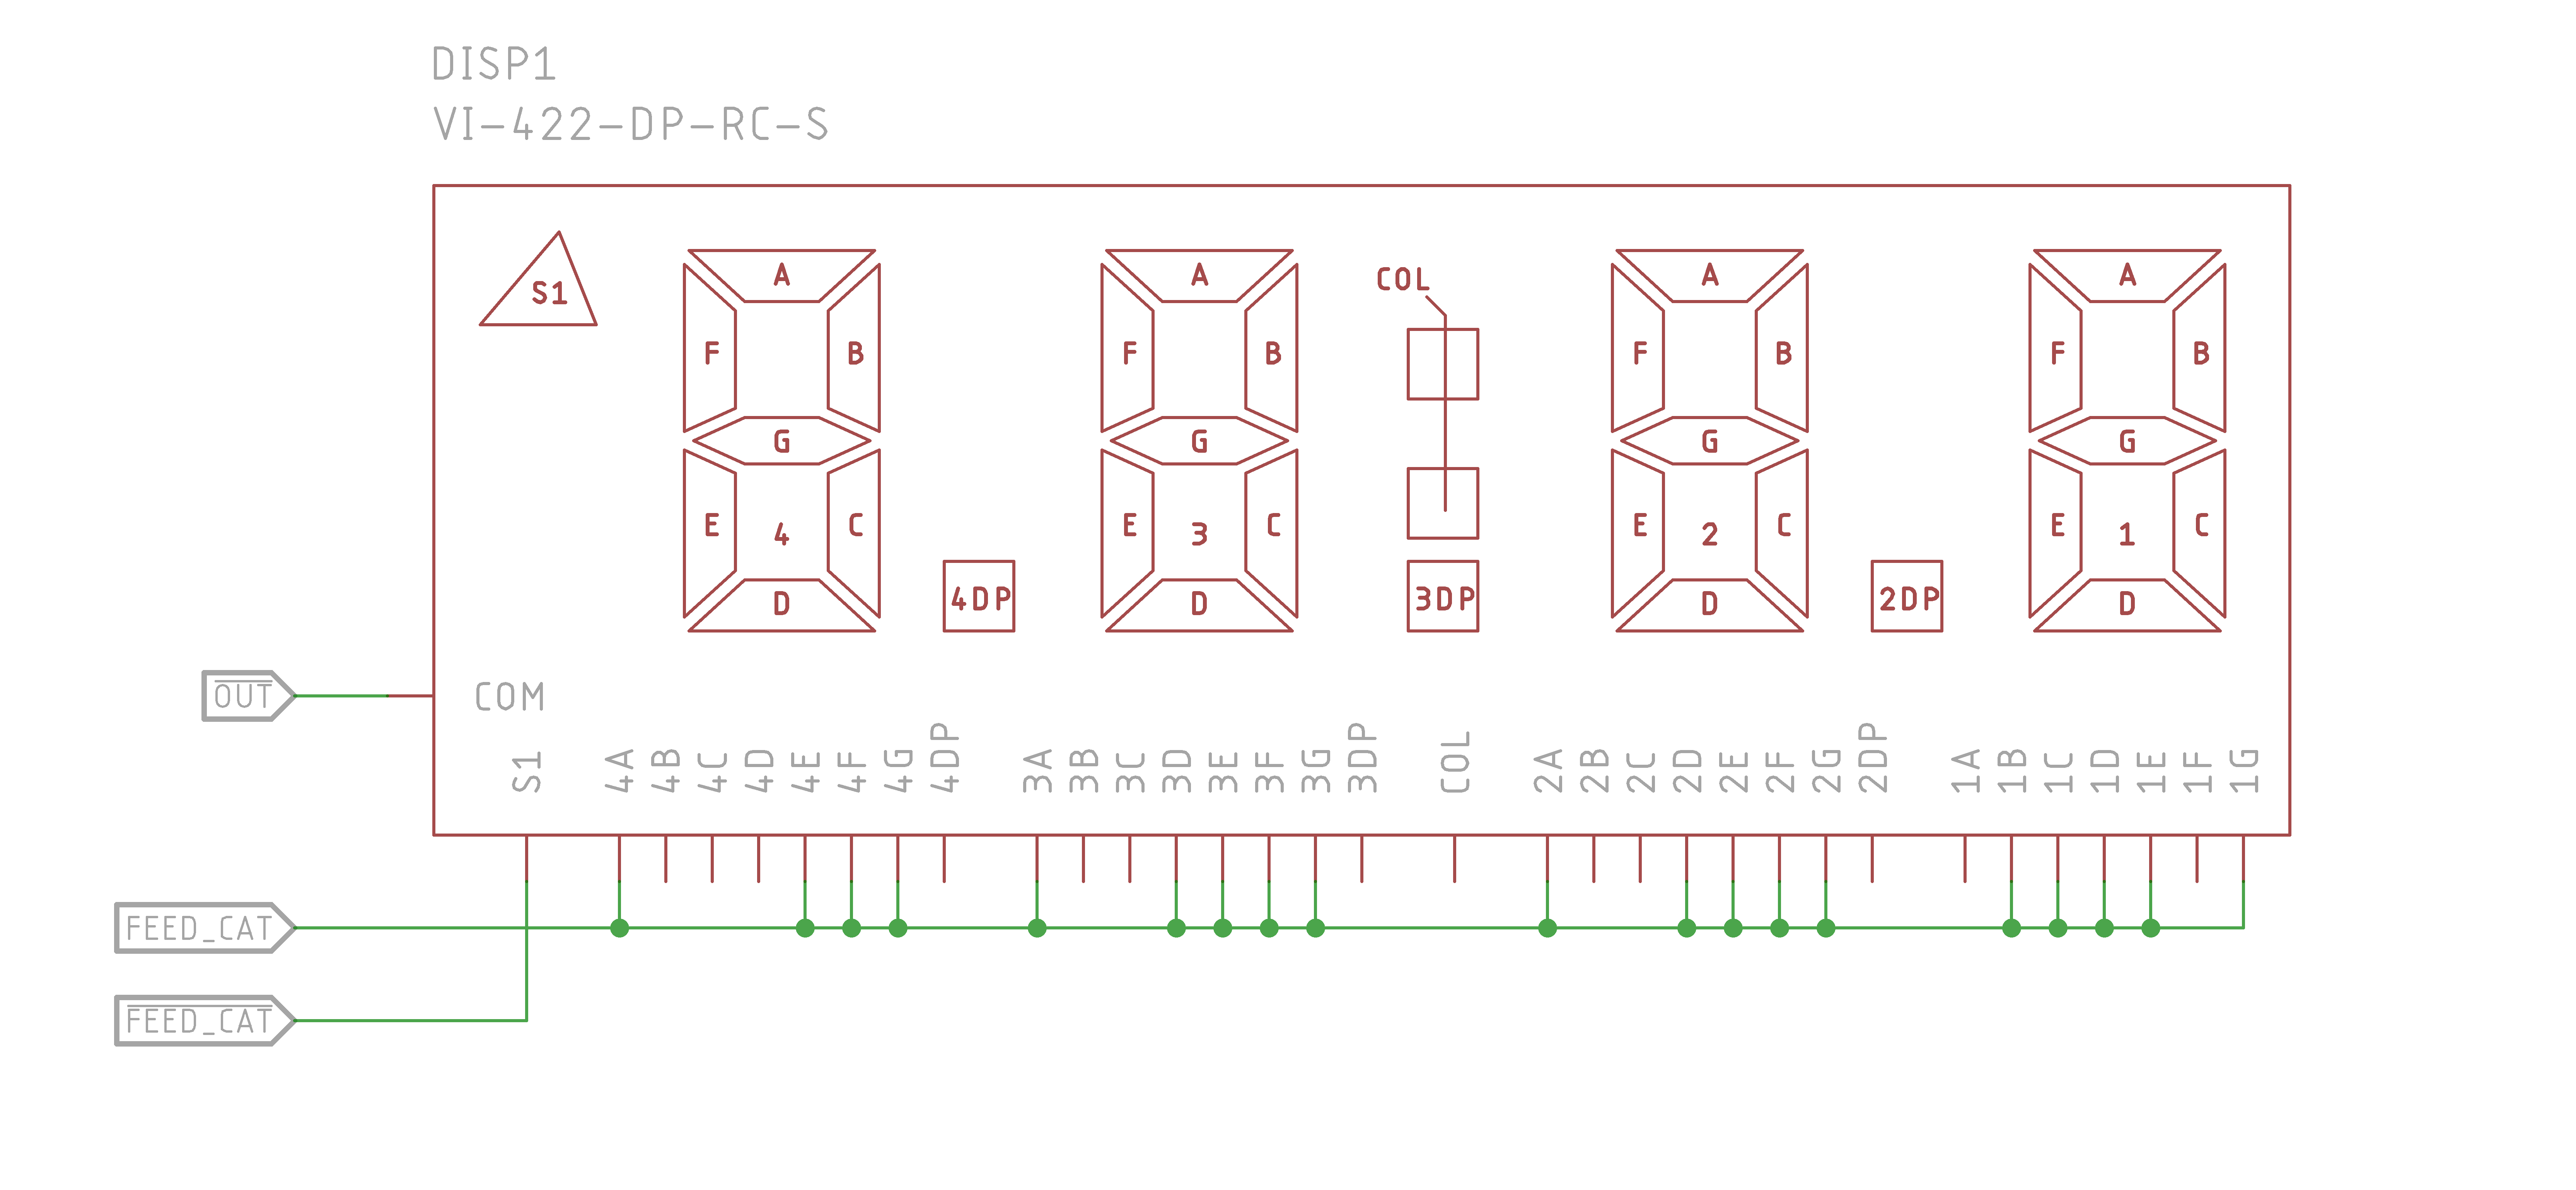 DISP1
VI-422-DP-RC-S
S1
A
F
B
G
E
4
C
D
4DP
A
F
B
G
E
3
C
D
COL
3DP
A
F
B
G
E
2
C
D
2DP
A
F
B
G
E
1
C
D
OUT
COM
S1 4A 4B 4C 4D 4E 4F 4G 4DP 3A 3B 3C 3D 3E 3F 3G 3DP COL 2A 2B 2C 2D 2E 2F 2G 2DP 1A 1B 1C 1D 1E 1F 1G
FEED_CAT
FEED_CAT